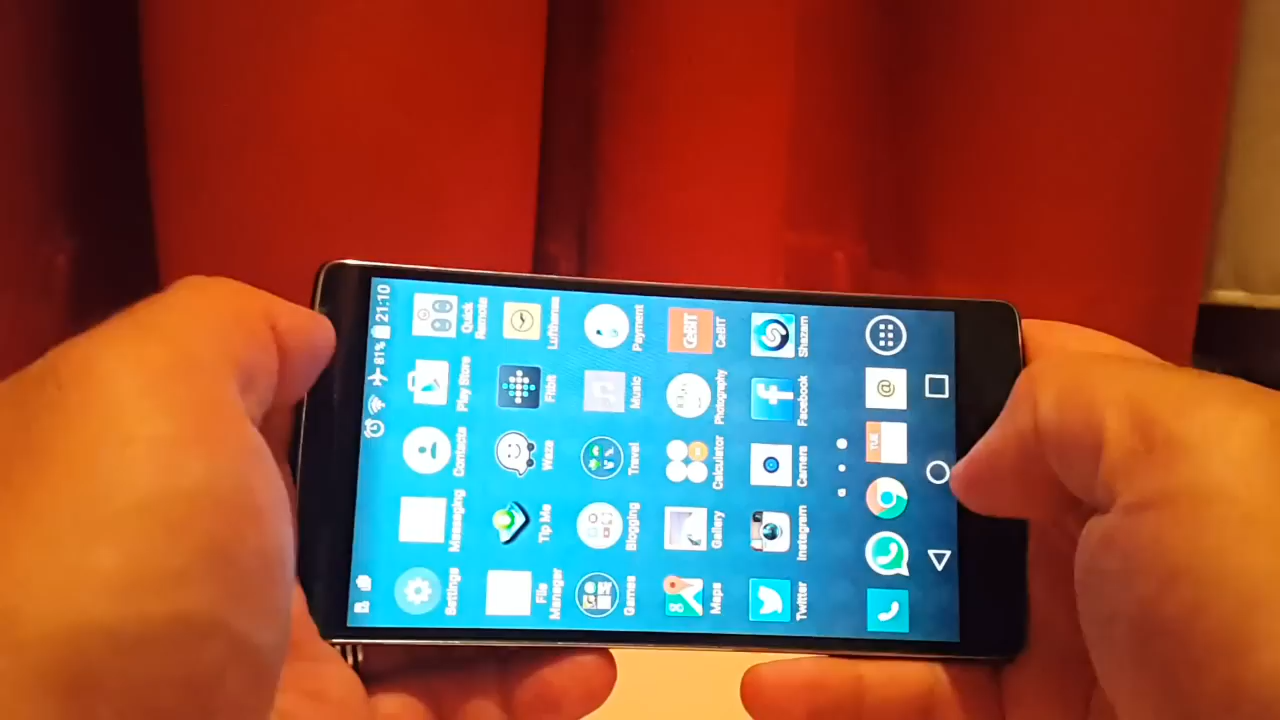 81% 21:10
Settings Messaging Contacts Play Store Quick Remote
File Manager Tip Me Waze Fitbit Lufthansa
Games Blogging Travel Music Payment
8
CeBIT
Maps Gallery Calculator Photography CeBIT
f
Twitter Instagram Camera Facebook Shazam
TUE
@